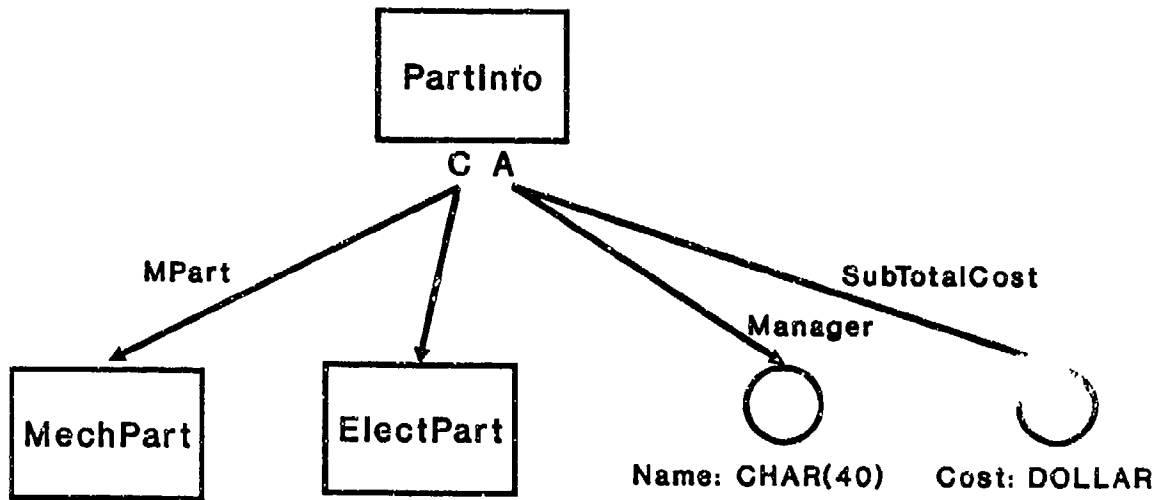 PartInfo
C A
MPart
SubTotalCost
Manager
MechPart
ElectPart
Name: CHAR(40)
Cost: DOLLAR